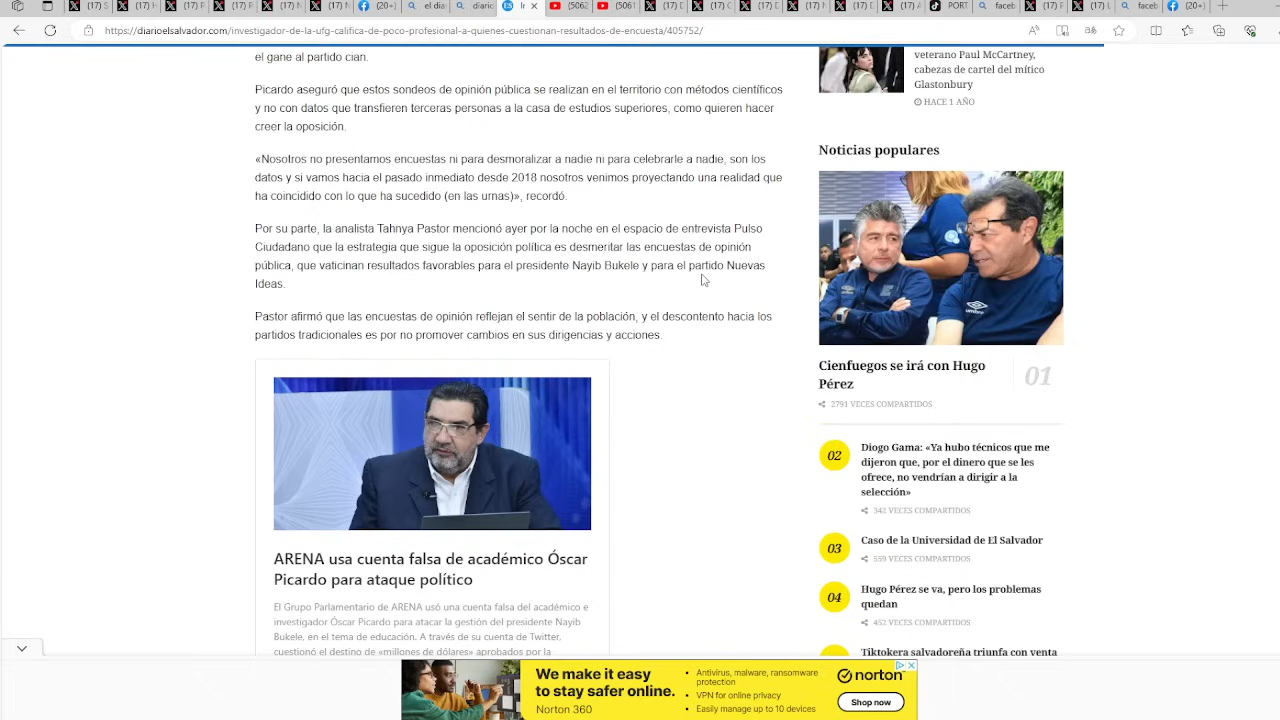 https://diarioelsalvador.com/investigador-de-la-ufg-califica-de-poco-profesional-a-quienes-cuestionan-resultados-de-encuesta/405752/
el gane al partido cian.
Picardo aseguró que estos sondeos de opinión pública se realizan en el territorio con métodos científicos
y no con datos que transfieren terceras personas a la casa de estudios superiores, como quieren hacer
creer la oposición.
«Nosotros no presentamos encuestas ni para desmoralizar a nadie ni para celebrarle a nadie, son los
datos y si vamos hacia el pasado inmediato desde 2018 nosotros venimos proyectando una realidad que
ha coincidido con lo que ha sucedido (en las urnas)», recordó.
Por su parte, la analista Tahnya Pastor mencionó ayer por la noche en el espacio de entrevista Pulso
Ciudadano que la estrategia que sigue la oposición política es desmeritar las encuestas de opinión
pública, que vaticinan resultados favorables para el presidente Nayib Bukele y para el partido Nuevas
Ideas.
Pastor afirmó que las encuestas de opinión reflejan el sentir de la población, y el descontento hacia los
partidos tradicionales es por no promover cambios en sus dirigencias y acciones.
ARENA usa cuenta falsa de académico Óscar
Picardo para ataque político
El Grupo Parlamentario de ARENA usó una cuenta falsa del académico e
investigador Óscar Picardo para atacar la gestión del presidente Nayib
Bukele, en el tema de educación. A través de su cuenta de Twitter,
cuestionó el destino de «millones de dólares» aprobados por la
veterano Paul McCartney,
cabezas de cartel del mítico
Glastonbury
HACE 1 AÑO
Noticias populares
umbro
Cienfuegos se irá con Hugo
Pérez
01
2791 VECES COMPARTIDOS
02
Diogo Gama: «Ya hubo técnicos que me
dijeron que, por el dinero que se les
ofrece, no vendrían a dirigir a la
selección»
342 VECES COMPARTIDOS
03
Caso de la Universidad de El Salvador
559 VECES COMPARTIDOS
04
Hugo Pérez se va, pero los problemas
quedan
452 VECES COMPARTIDOS
Tiktokera salvadoreña triunfa con venta
We make it easy
to stay safer online.
Norton 360
• Antivirus, malware, ransomware
protection
• VPN for online privacy
• Easily manage up to 10 devices
norton
Shop now